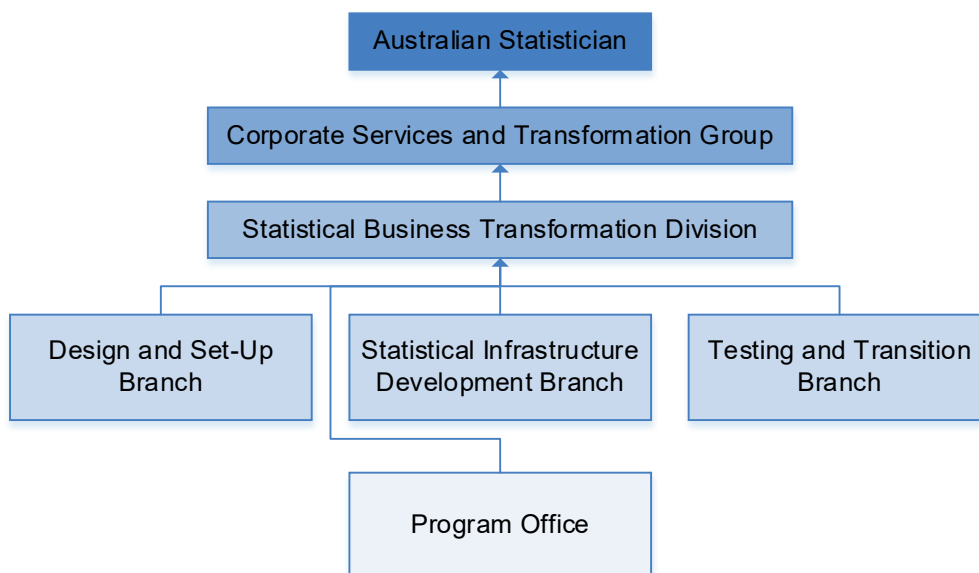 Australian Statistician
Corporate Services and Transformation Group
Statistical Business Transformation Division
Design and Set-Up
Branch
Statistical Infrastructure
Development Branch
Testing and Transition
Branch
Program Office